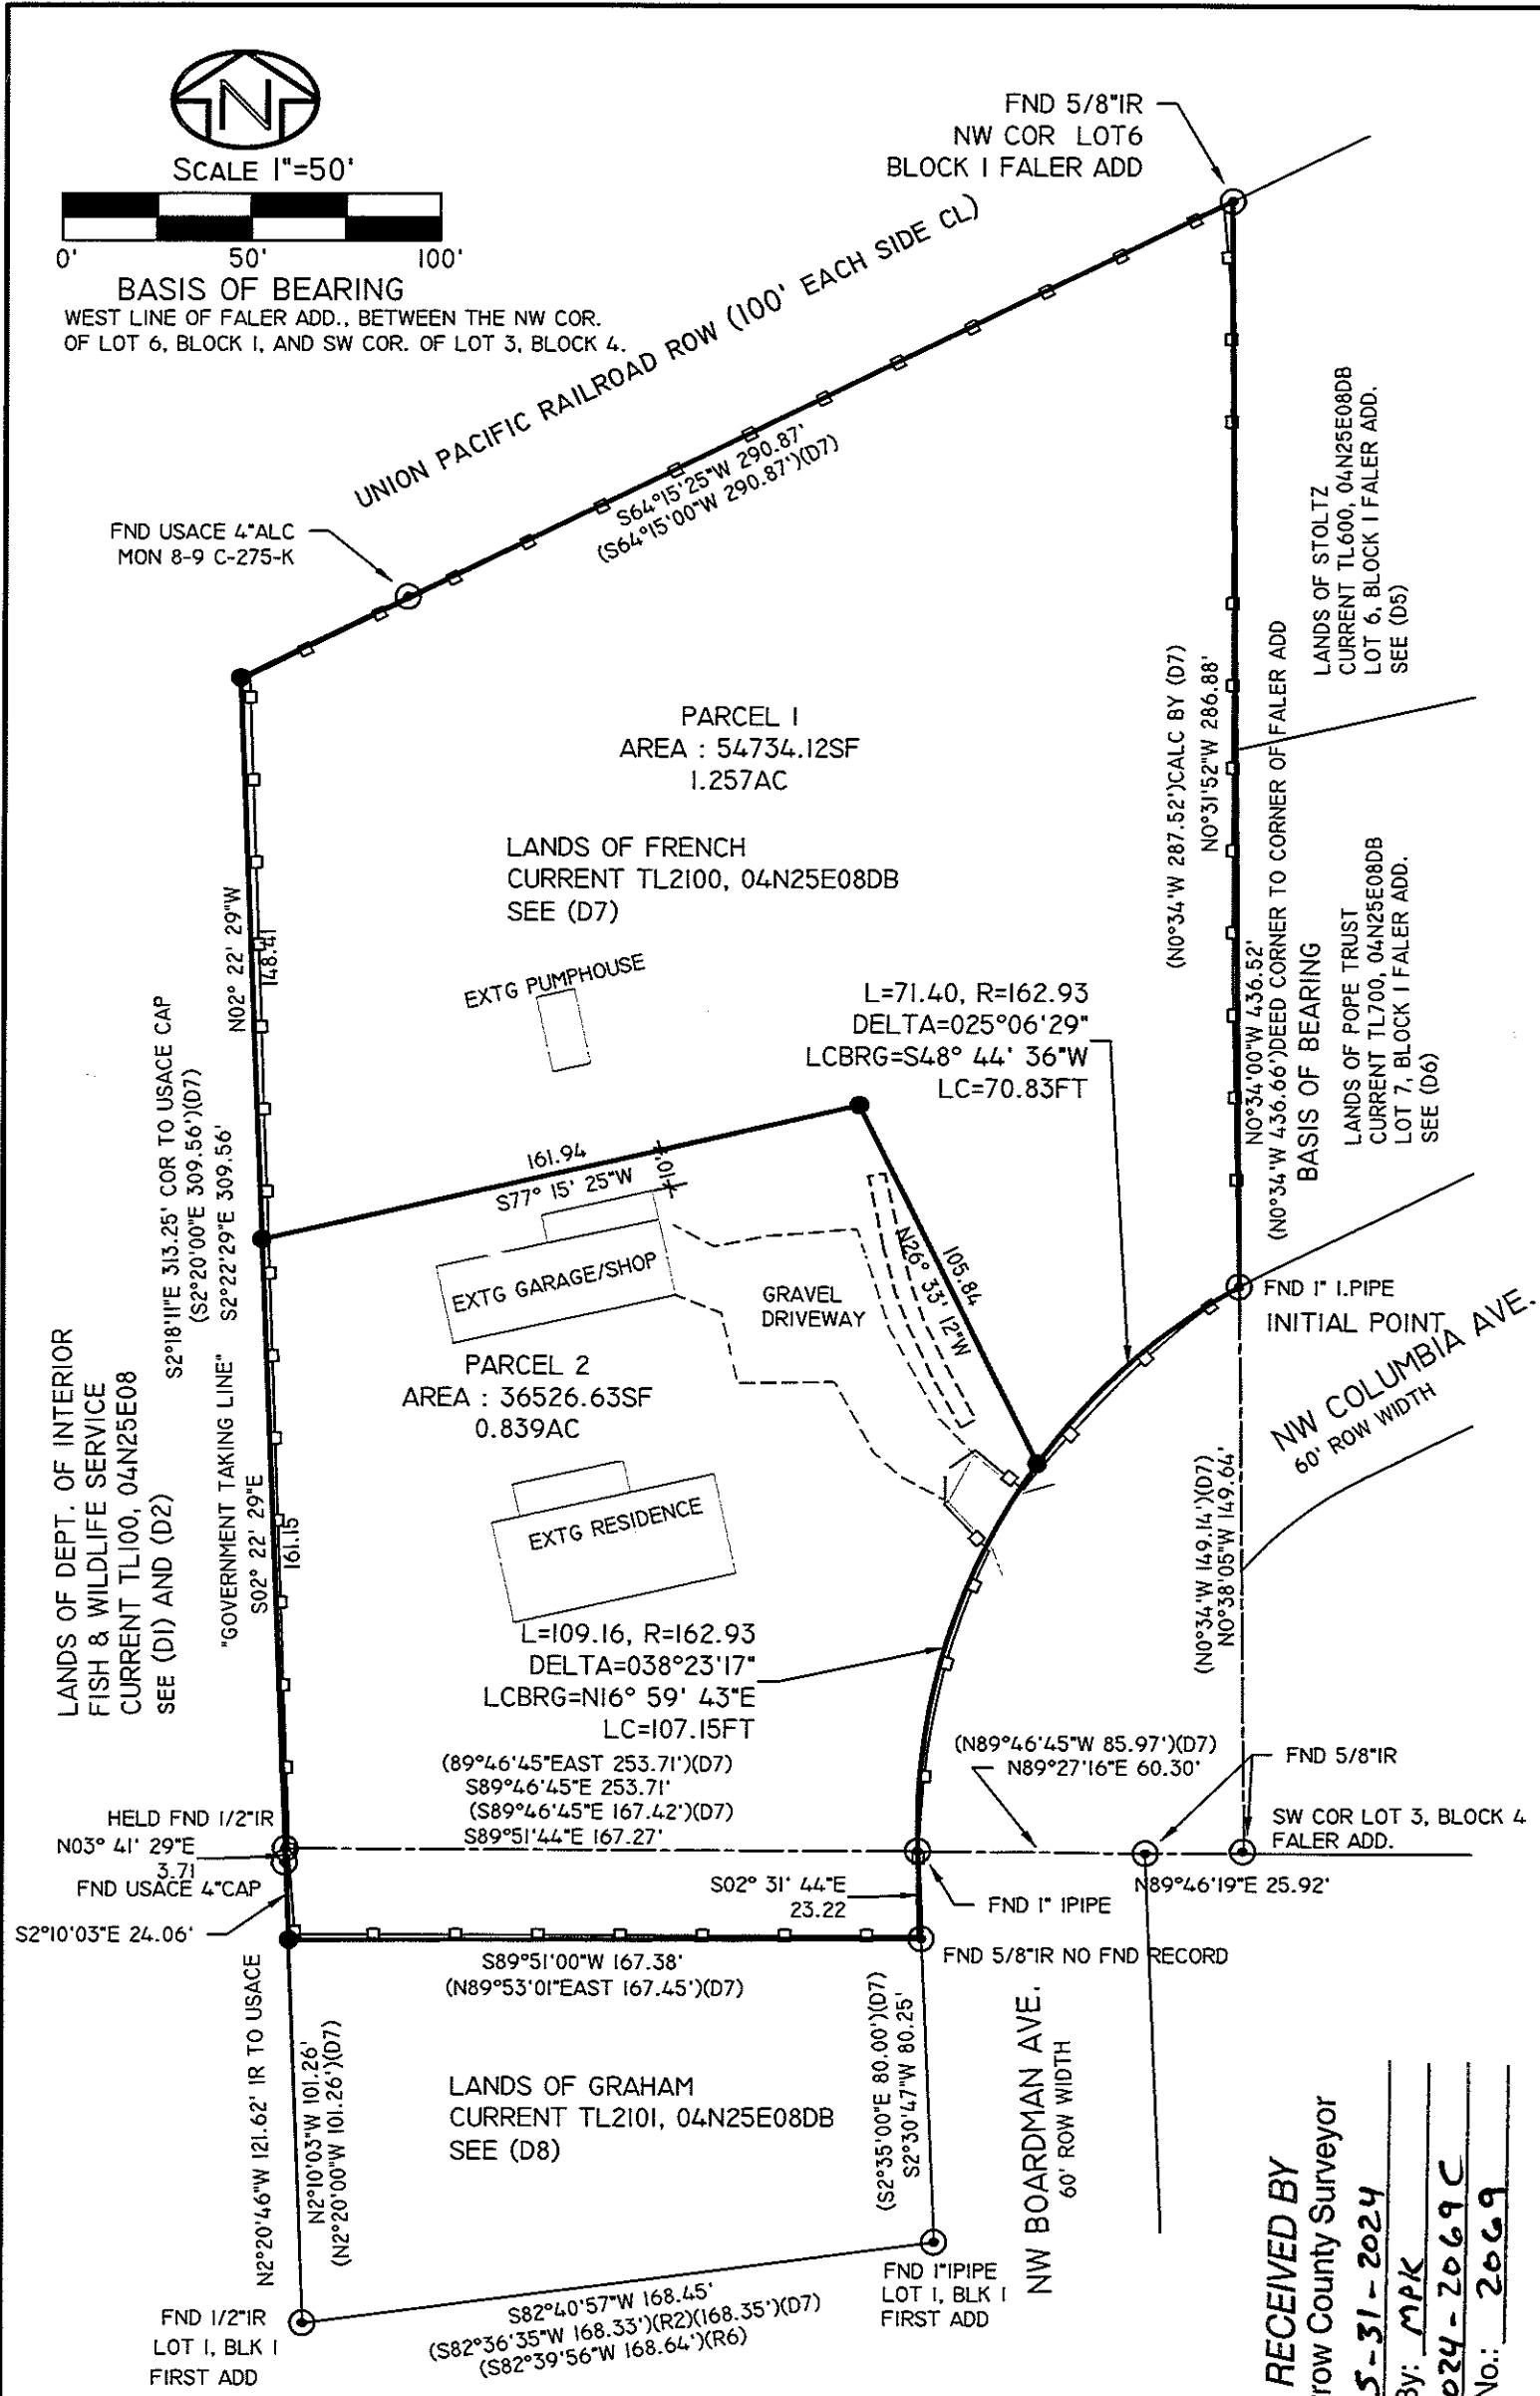 N
SCALE 1"=50'
0' 50' 100'
BASIS OF BEARING
WEST LINE OF FALER ADD., BETWEEN THE NW COR.
OF LOT 6, BLOCK 1, AND SW COR. OF LOT 3, BLOCK 4.
FND 5/8"IR
NW COR LOT6
BLOCK 1 FALER ADD
UNION PACIFIC RAILROAD ROW (100' EACH SIDE CL)
S64°15'25"W 290.87'
(S64°15'00"W 290.87')(D7)
FND USACE 4"ALC
MON 8-9 C-275-K
PARCEL 1
AREA : 54734.12SF
1.257AC
LANDS OF FRENCH
CURRENT TL2100, 04N25E08DB
SEE (D7)
LANDS OF STOLTZ
CURRENT TL600, 04N25E08DB
LOT 6, BLOCK 1 FALER ADD.
SEE (D5)
(N0°34'W 287.52')CALC BY (D7)
N0°31'52"W 286.88'
N0°34'00"W 436.52'
(N0°34'W 436.66')DEED CORNER TO CORNER OF FALER ADD
BASIS OF BEARING
LANDS OF POPE TRUST
CURRENT TL700, 04N25E08DB
LOT 7, BLOCK 1 FALER ADD.
SEE (D6)
N02° 22' 29"W
148.41
EXTG PUMPHOUSE
L=71.40, R=162.93
DELTA=025°06'29"
LCBRG=S48° 44' 36"W
LC=70.83FT
161.94
S77° 15' 25"W
10'
S2°18'11"E 313.25' COR TO USACE CAP
(S2°20'00"E 309.56')(D7)
S2°22'29"E 309.56'
EXTG GARAGE/SHOP
GRAVEL
DRIVEWAY
105.84
N26° 33' 12"W
FND 1" I.PIPE
INITIAL POINT
NW COLUMBIA AVE.
60' ROW WIDTH
PARCEL 2
AREA : 36526.63SF
0.839AC
LANDS OF DEPT. OF INTERIOR
FISH & WILDLIFE SERVICE
CURRENT TL100, 04N25E08
SEE (D1) AND (D2)
"GOVERNMENT TAKING LINE"
S02° 22' 29"E
161.15
EXTG RESIDENCE
(N0°34'W 149.14')(D7)
N0°38'05"W 149.64'
L=109.16, R=162.93
DELTA=038°23'17"
LCBRG=N16° 59' 43"E
LC=107.15FT
(89°46'45"EAST 253.71')(D7)
S89°46'45"E 253.71'
(S89°46'45"E 167.42')(D7)
S89°51'44"E 167.27'
(N89°46'45"W 85.97')(D7)
N89°27'16"E 60.30'
FND 5/8"IR
SW COR LOT 3, BLOCK 4
FALER ADD.
HELD FND 1/2"IR
N03° 41' 29"E
3.71
FND USACE 4"CAP
S2°10'03"E 24.06'
S02° 31' 44"E
23.22
FND 1" IPIPE
N89°46'19"E 25.92'
S89°51'00"W 167.38'
(N89°53'01"EAST 167.45')(D7)
FND 5/8"IR NO FND RECORD
N2°20'46"W 121.62' IR TO USACE
N2°10'03"W 101.26'
(N2°20'00"W 101.26')(D7)
LANDS OF GRAHAM
CURRENT TL2101, 04N25E08DB
SEE (D8)
(S2°35'00"E 80.00')(D7)
S2°30'47"W 80.25'
NW BOARDMAN AVE.
60' ROW WIDTH
FND 1/2"IR
LOT 1, BLK 1
FIRST ADD
S82°40'57"W 168.45'
(S82°36'35"W 168.33')(R2)(168.35')(D7)
(S82°39'56"W 168.64')(R6)
FND 1"IPIPE
LOT 1, BLK 1
FIRST ADD
RECEIVED BY
row County Surveyor
5-31-2024
By: MPK
024-2069C
No.: 2069